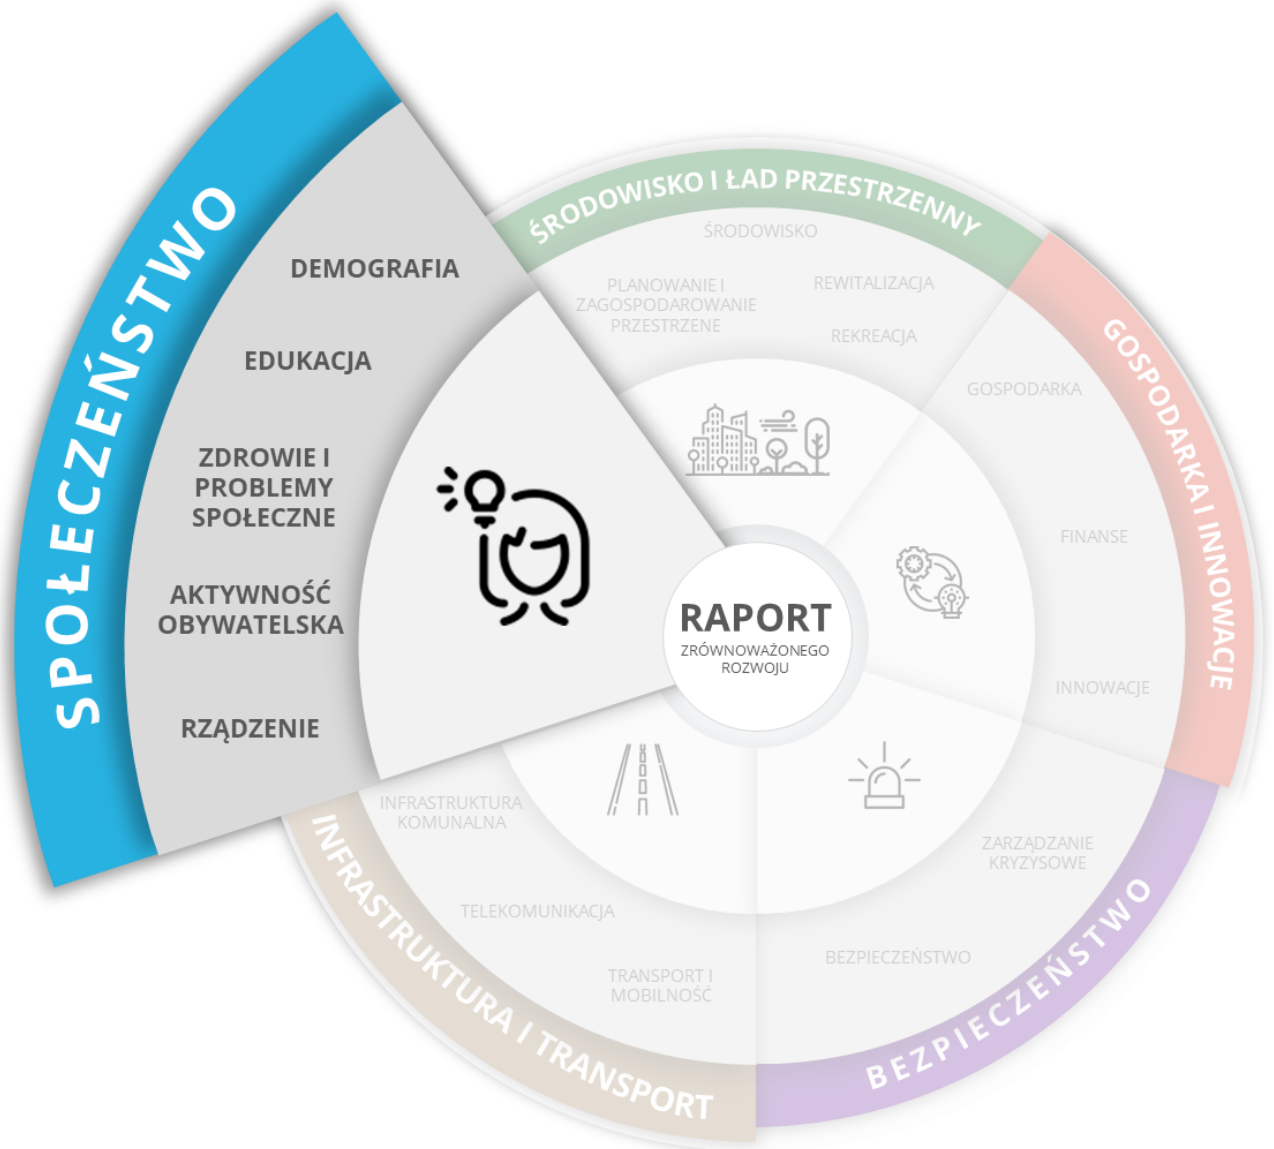 SPOŁECZEŃSTWO
DEMOGRAFIA
EDUKACJA
ZDROWIE I
PROBLEMY
SPOŁECZNE
AKTYWNOŚĆ
OBYWATELSKA
RZĄDZENIE
ŚRODOWISKO I ŁAD PRZESTRZENNY
ŚRODOWISKO
PLANOWANIE I
ZAGOSPODAROWANIE
PRZESTRZENE
REWITALIZACJA
REKREACJA
GOSPODARKA I INNOWACJE
GOSPODARKA
FINANSE
INNOWACJE
RAPORT
ZRÓWNOWAŻONEGO
ROZWOJU
BEZPIECZEŃSTWO
ZARZĄDZANIE
KRYZYSOWE
BEZPIECZEŃSTWO
INFRASTRUKTURA I TRANSPORT
INFRASTRUKTURA
KOMUNALNA
TELEKOMUNIKACJA
TRANSPORT I
MOBILNOŚĆ